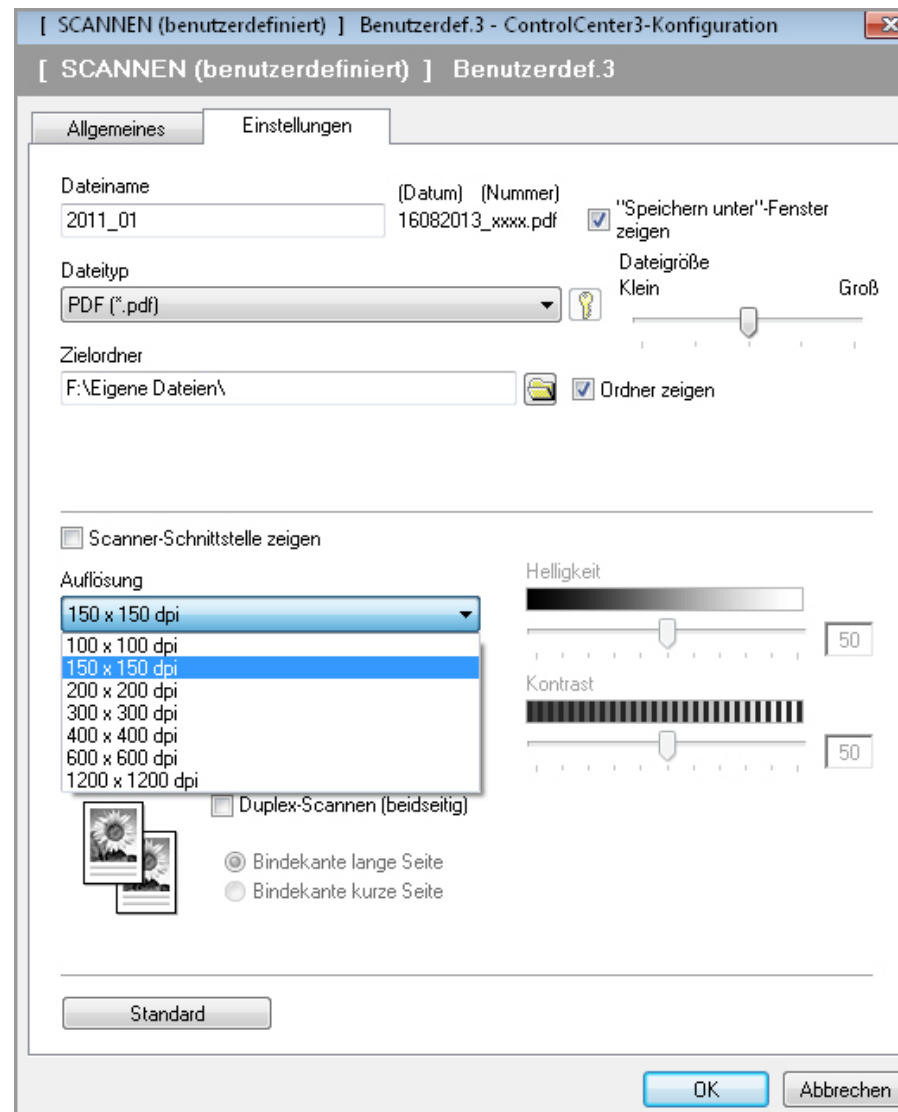 [ SCANNEN (benutzerdefiniert) ] Benutzerdef.3 - ControlCenter3-Konfiguration
[ SCANNEN (benutzerdefiniert) ] Benutzerdef.3
Allgemeines
Einstellungen
Dateiname
(Datum) (Nummer)
2011_01
16082013_xxxx.pdf
"Speichern unter"-Fenster
zeigen
Dateityp
Dateigröße
PDF (*.pdf)
Klein
Groß
Zielordner
F:\Eigene Dateien\
Ordner zeigen
Scanner-Schnittstelle zeigen
Auflösung
Helligkeit
150 x 150 dpi
50
100 x 100 dpi
150 x 150 dpi
200 x 200 dpi
300 x 300 dpi
400 x 400 dpi
600 x 600 dpi
1200 x 1200 dpi
Kontrast
50
Duplex-Scannen (beidseitig)
Bindekante lange Seite
Bindekante kurze Seite
Standard
OK
Abbrechen